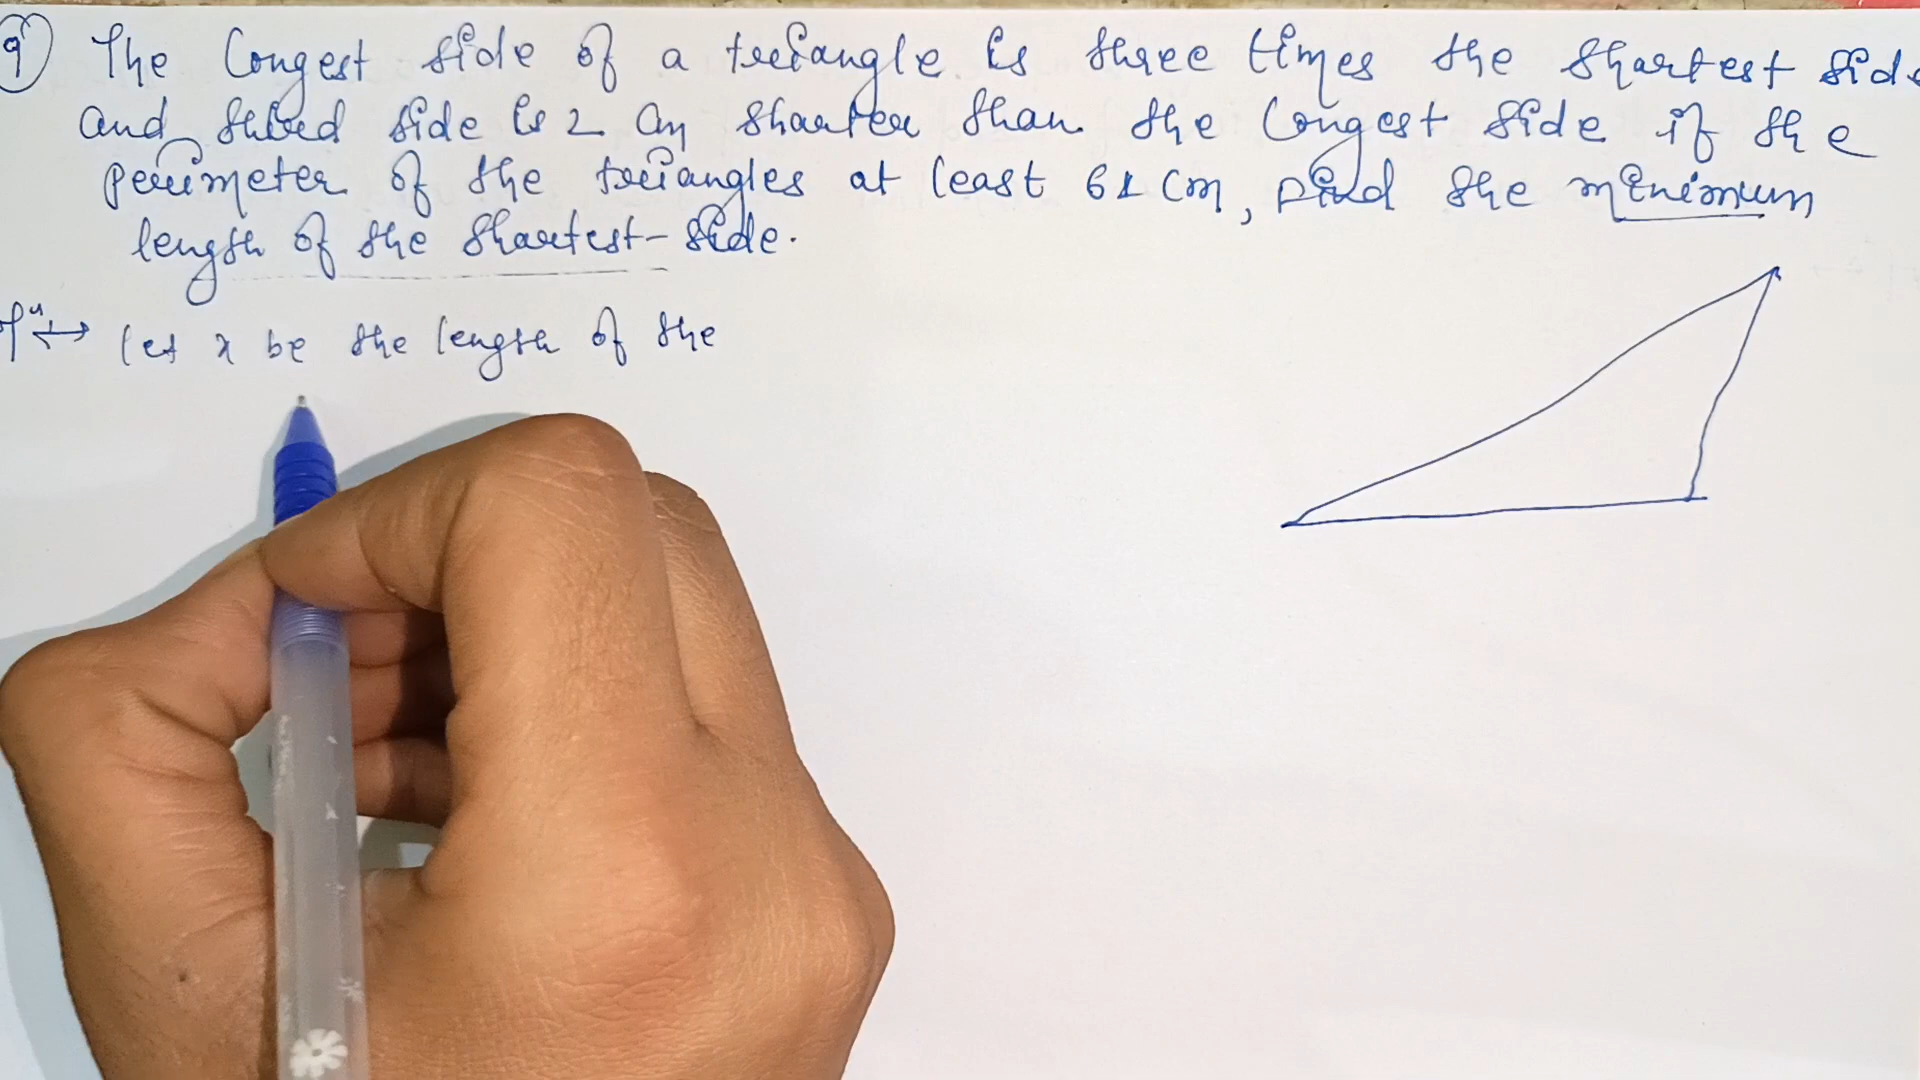 9 The longest side of a triangle is three times the shortest side
and third side is 2 cm shorter than the longest side if the
perimeter of the triangles at least 61 cm, Find the minimum
length of the shortest side.
let x be the length of the